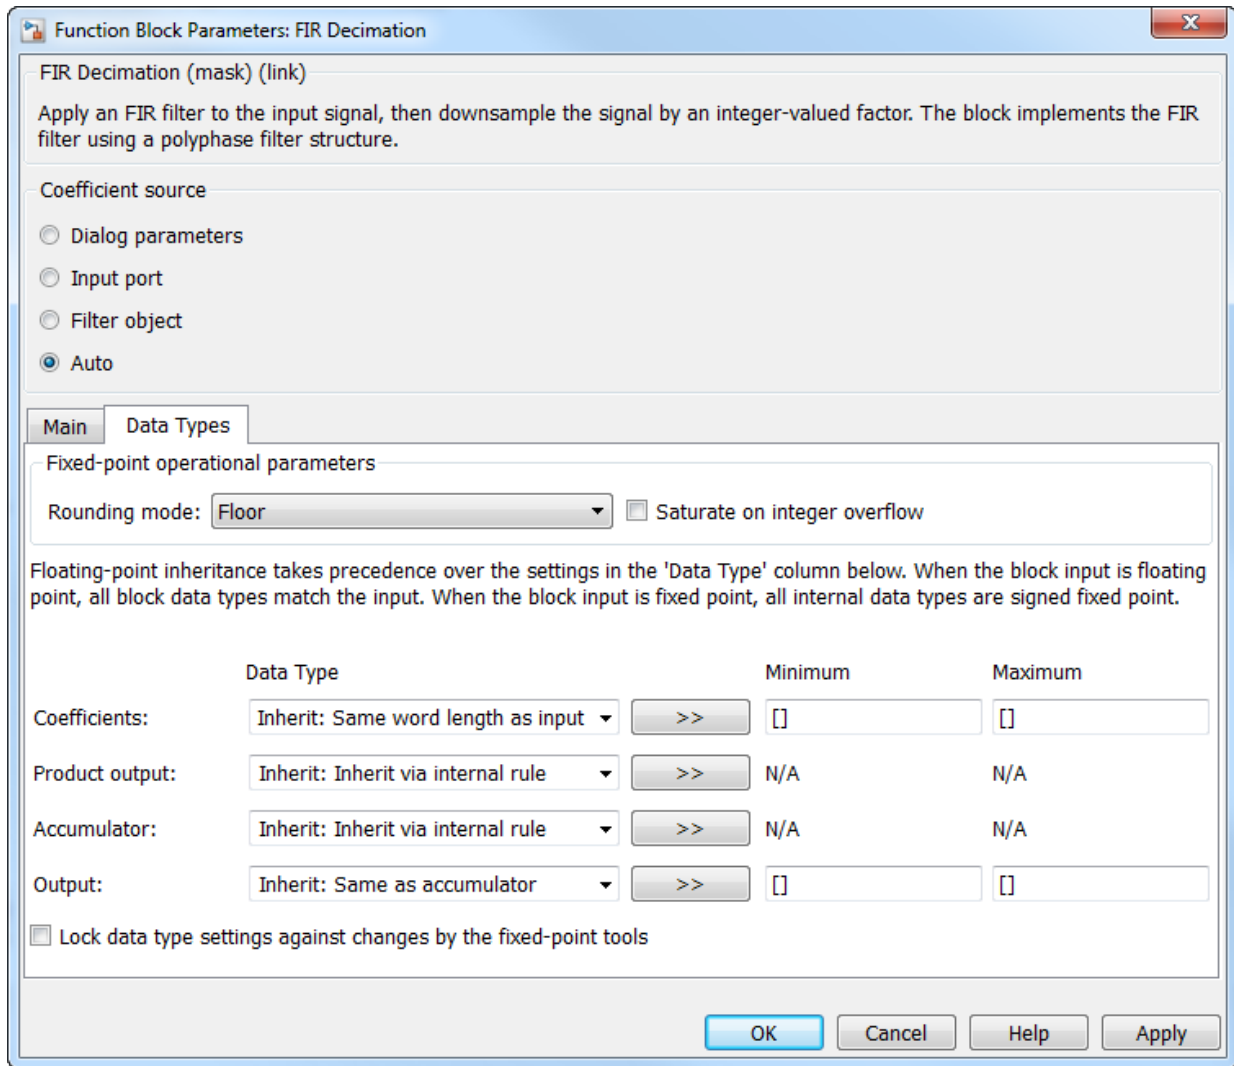 Function Block Parameters: FIR Decimation
X
FIR Decimation (mask) (link)
Apply an FIR filter to the input signal, then downsample the signal by an integer-valued factor. The block implements the FIR
filter using a polyphase filter structure.
Coefficient source
Dialog parameters
Input port
Filter object
Auto
Main Data Types
Fixed-point operational parameters
Rounding mode: Floor Saturate on integer overflow
Floating-point inheritance takes precedence over the settings in the 'Data Type' column below. When the block input is floating
point, all block data types match the input. When the block input is fixed point, all internal data types are signed fixed point.
Data Type Minimum Maximum
Coefficients: Inherit: Same word length as input >> [] []
Product output: Inherit: Inherit via internal rule >> N/A N/A
Accumulator: Inherit: Inherit via internal rule >> N/A N/A
Output: Inherit: Same as accumulator >> [] []
Lock data type settings against changes by the fixed-point tools
OK Cancel Help Apply